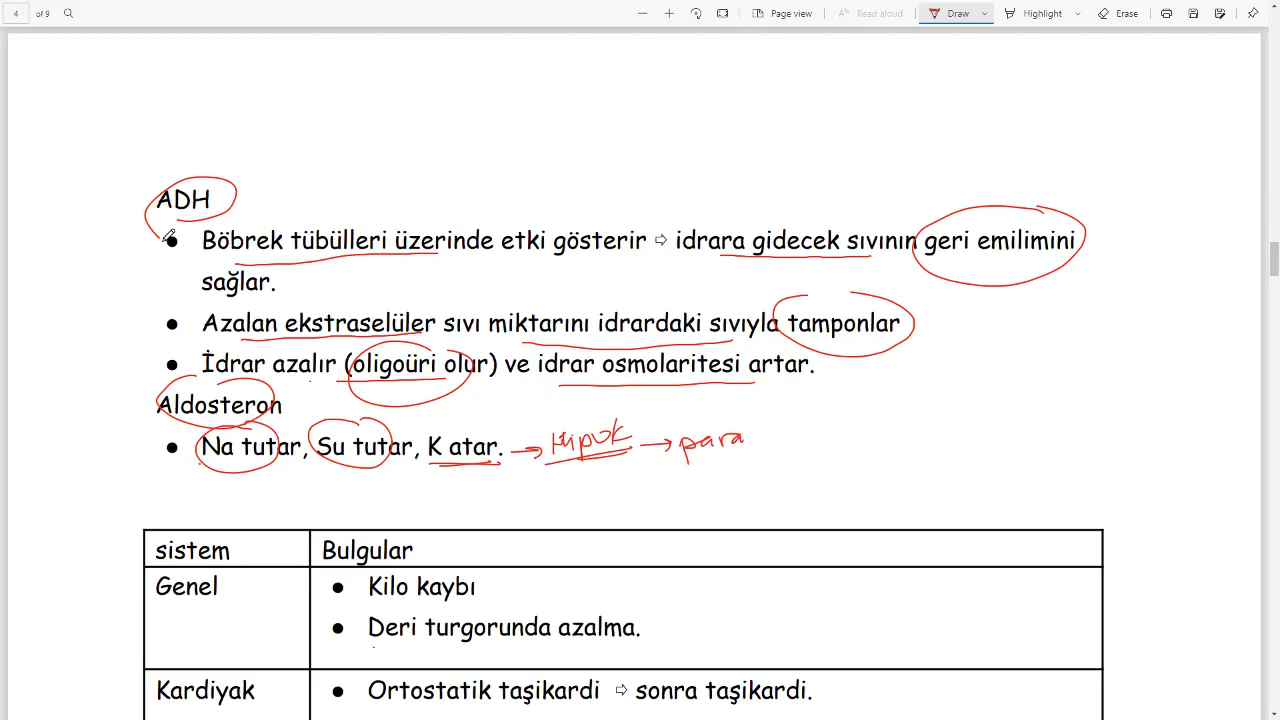 4 of 9 Page view Read aloud Draw Highlight Erase
ADH
● Böbrek tübülleri üzerinde etki gösterir ⇨ idrara gidecek sıvının geri emilimini
sağlar.
● Azalan ekstraselüler sıvı miktarını idrardaki sıvıyla tamponlar
● İdrar azalır (oligoüri olur) ve idrar osmolaritesi artar.
Aldosteron
● Na tutar, Su tutar, K atar. → HipoK → para
sistem Bulgular
Genel ● Kilo kaybı
● Deri turgorunda azalma.
Kardiyak ● Ortostatik taşikardi ⇨ sonra taşikardi.